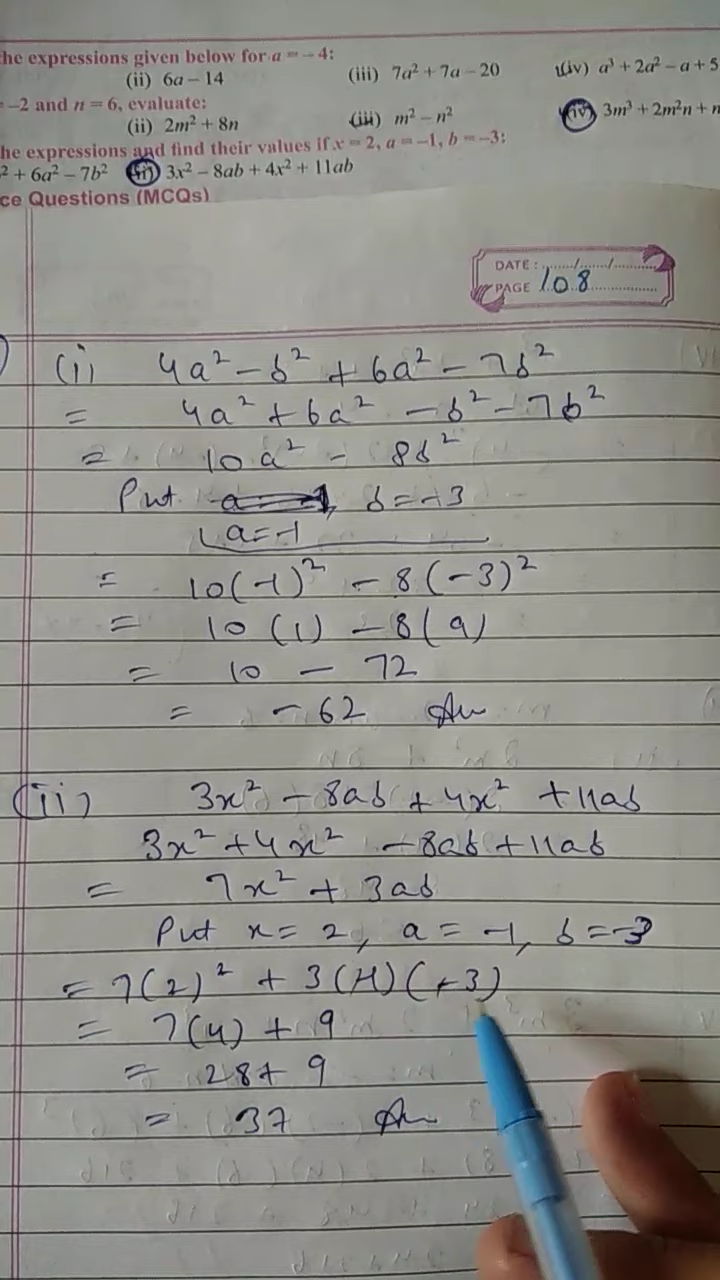 he expressions given below for a = – 4:
(ii) 6a – 14 (iii) 7a² + 7a – 20 (iv) a³ + 2a² – a + 5
= –2 and n = 6, evaluate:
(ii) 2m² + 8n (iii) m² – n² (iv) 3m³ + 2m²n + n
he expressions and find their values if x = 2, a = –1, b = –3:
² + 6a² – 7b² (ii) 3x² – 8ab + 4x² + 11ab
ce Questions (MCQs)
DATE : ....../....../..........
PAGE 108
(i) 4a² – b² + 6a² – 7b²
= 4a² + 6a² – b² – 7b²
= 10a² – 8b²
Put a = –1, b = –3
a = –1
= 10(–1)² – 8(–3)²
= 10(1) – 8(9)
= 10 – 72
= – 62 Ans
(ii) 3x² – 8ab + 4x² + 11ab
3x² + 4x² – 8ab + 11ab
= 7x² + 3ab
Put x = 2, a = –1, b = –3
= 7(2)² + 3(–1)(–3)
= 7(4) + 9
= 28 + 9
= 37 Ans